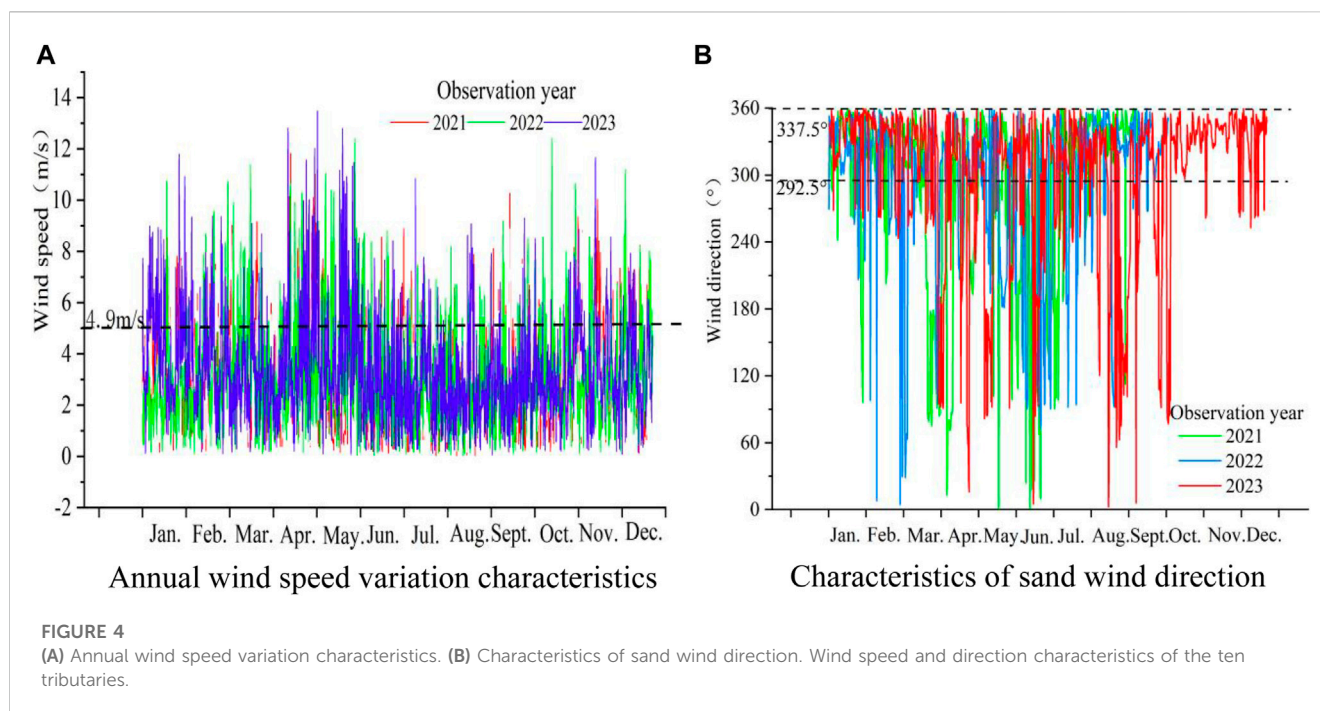 A
Observation year
2021 2022 2023
Wind speed（m/s）
14
12
10
8
6
4.9m/s
4
2
0
-2
Jan. Feb. Mar. Apr. May. Jun. Jul. Aug. Sept. Oct. Nov. Dec.
Annual wind speed variation characteristics
B
Wind direction（°）
360
337.5°
300
292.5°
240
180
120
60
0
Observation year
2021
2022
2023
Jan. Feb. Mar. Apr. May. Jun. Jul. Aug. Sept. Oct. Nov. Dec.
Characteristics of sand wind direction
FIGURE 4
(A) Annual wind speed variation characteristics. (B) Characteristics of sand wind direction. Wind speed and direction characteristics of the ten
tributaries.